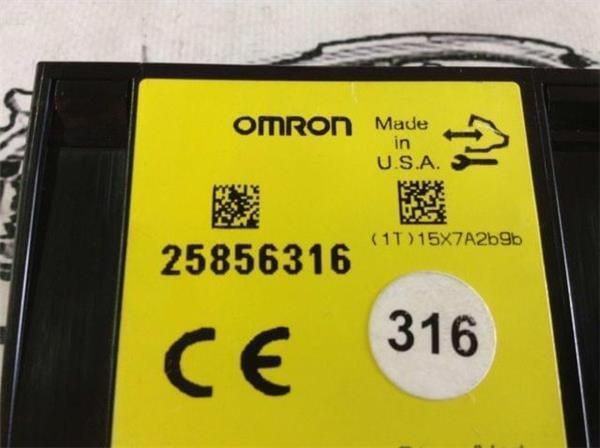 OMRON
Made
in
U.S.A.
(1T)15X7A2b9b
25856316
CE
316